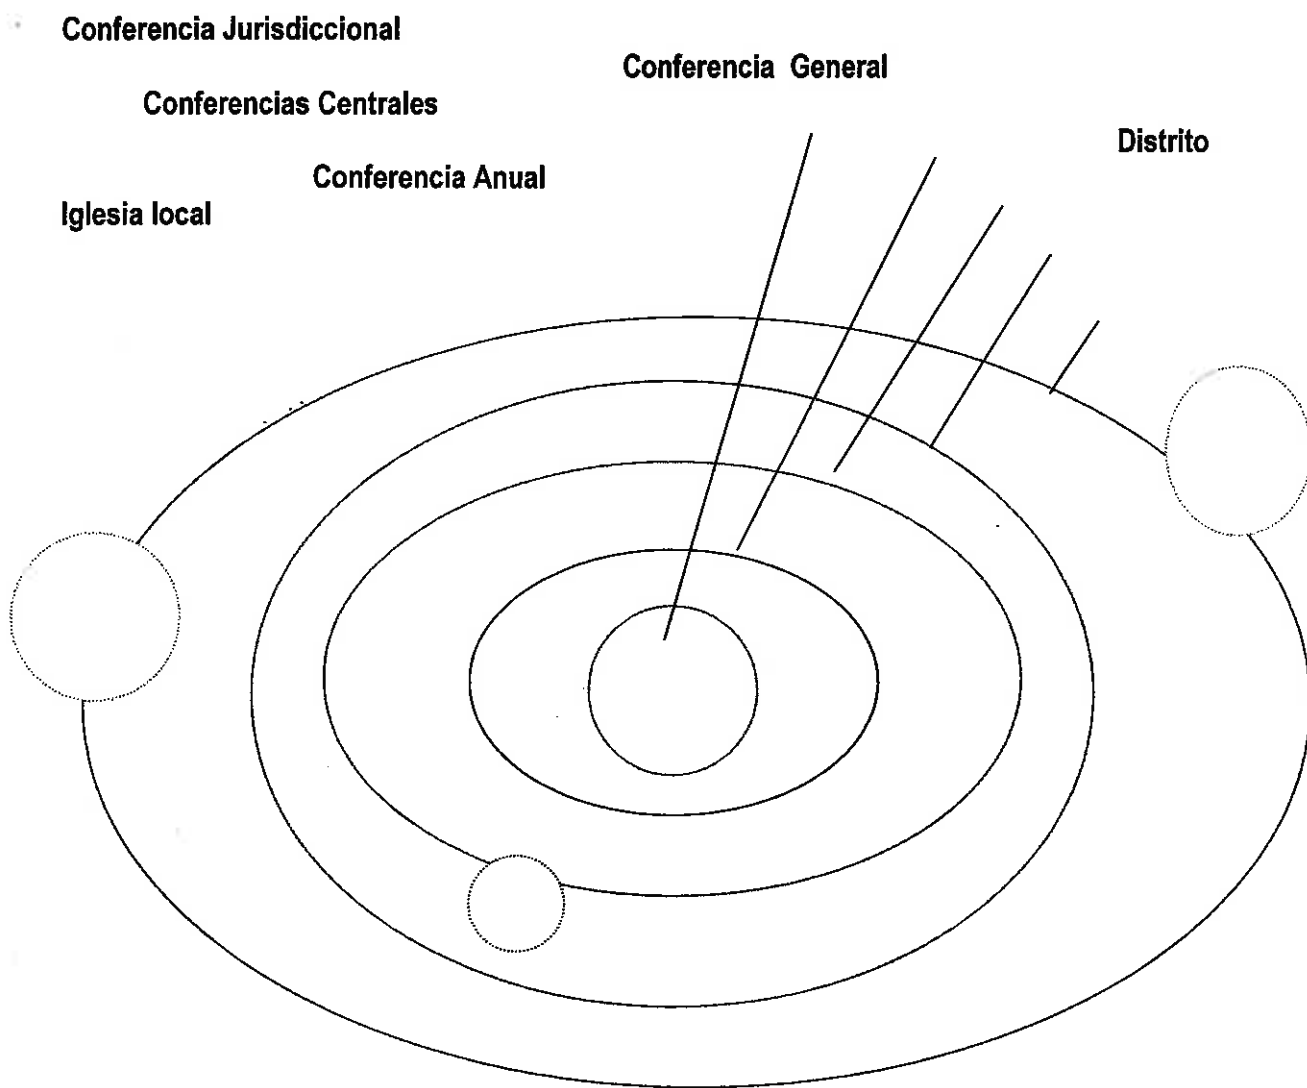 Conferencia Jurisdiccional
Conferencia General
Conferencias Centrales
Distrito
Conferencia Anual
Iglesia local